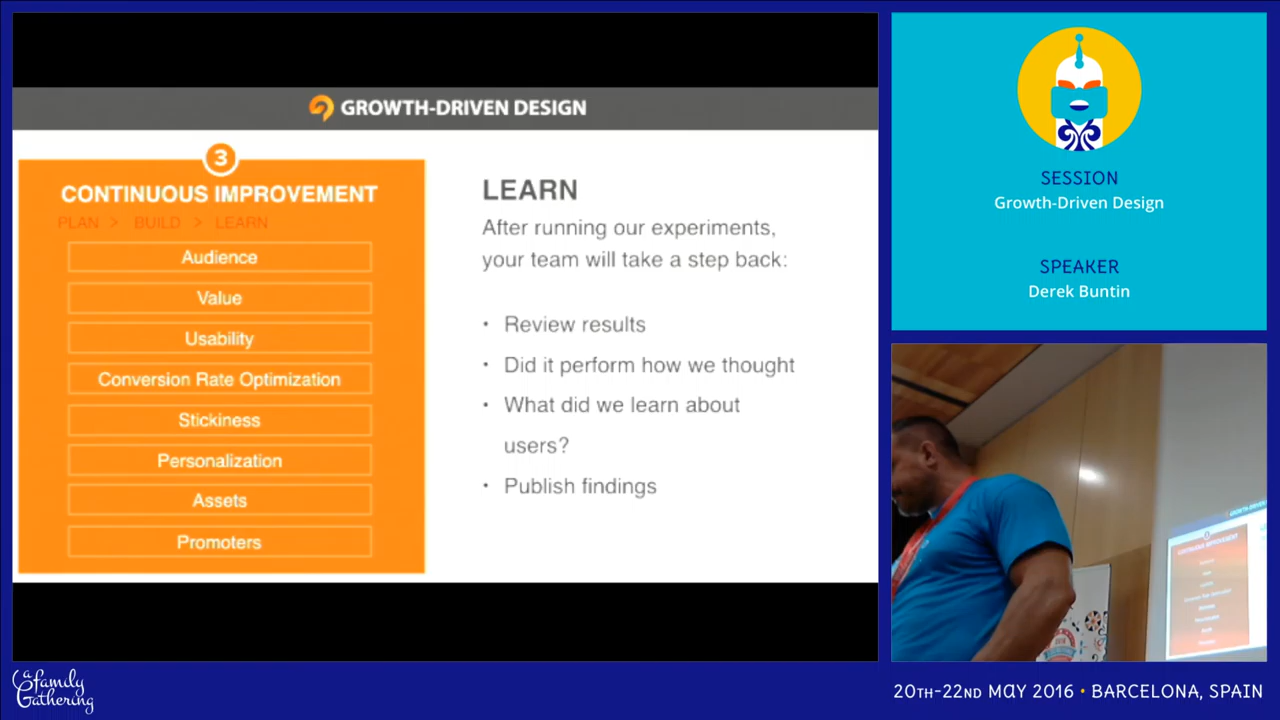 GROWTH-DRIVEN DESIGN
3
CONTINUOUS IMPROVEMENT
PLAN > BUILD > LEARN
Audience
Value
Usability
Conversion Rate Optimization
Stickiness
Personalization
Assets
Promoters
LEARN
After running our experiments,
your team will take a step back:
• Review results
• Did it perform how we thought
• What did we learn about
users?
• Publish findings
SESSION
Growth-Driven Design
SPEAKER
Derek Buntin
CONTINUOUS IMPROVEMENT
a Family
Gathering
20TH-22ND MAY 2016 • BARCELONA, SPAIN